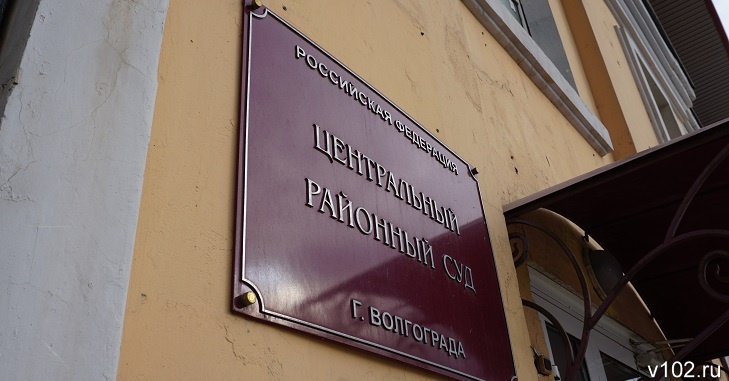 РОССИЙСКАЯ ФЕДЕРАЦИЯ
ЦЕНТРАЛЬНЫЙ
РАЙОННЫЙ СУД
Г. ВОЛГОГРАДА
v102.ru